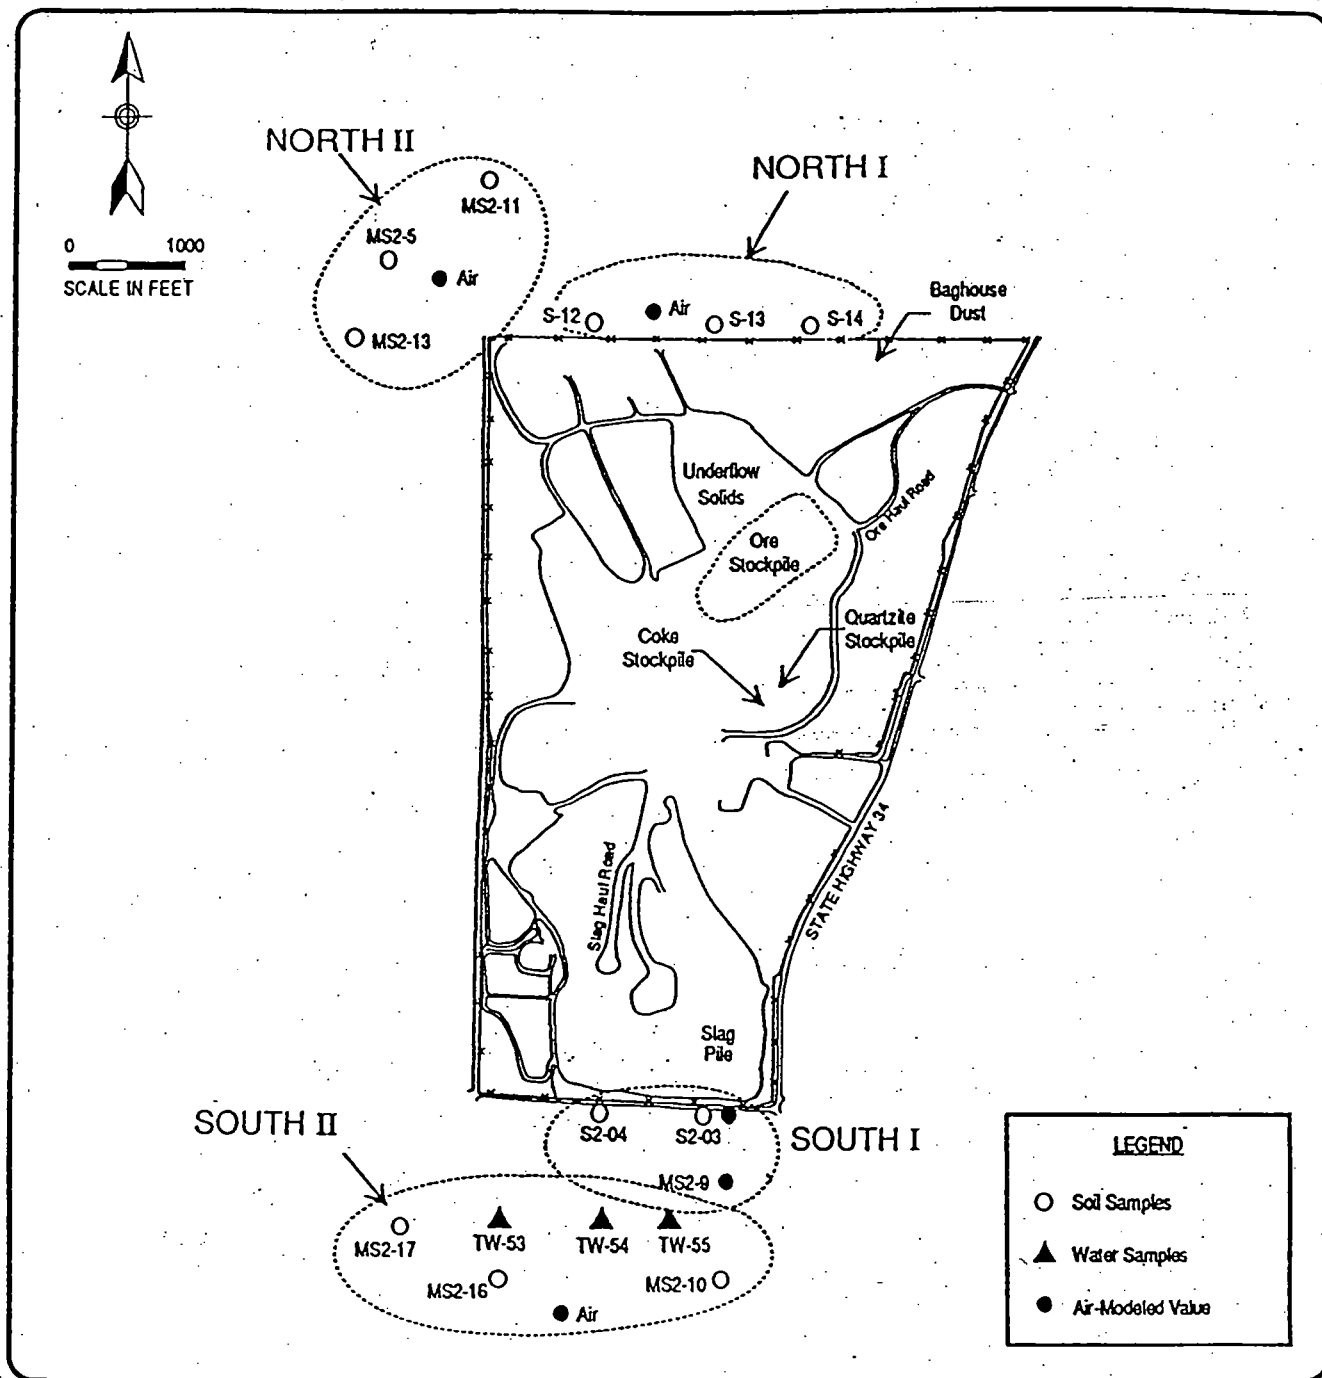 NORTH II
NORTH I
MS2-11
MS2-5
Air
MS2-13
0 1000
SCALE IN FEET
S-12
Air
S-13
S-14
Baghouse
Dust
Underflow
Solids
Ore
Stockpile
Ore Haul Road
Quartzite
Stockpile
Coke
Stockpile
STATE HIGHWAY 34
Slag Haul Road
Slag
Pile
SOUTH II
S2-04
S2-03
SOUTH I
MS2-9
MS2-17
TW-53
TW-54
TW-55
MS2-16
MS2-10
Air
LEGEND
Soil Samples
Water Samples
Air-Modeled Value